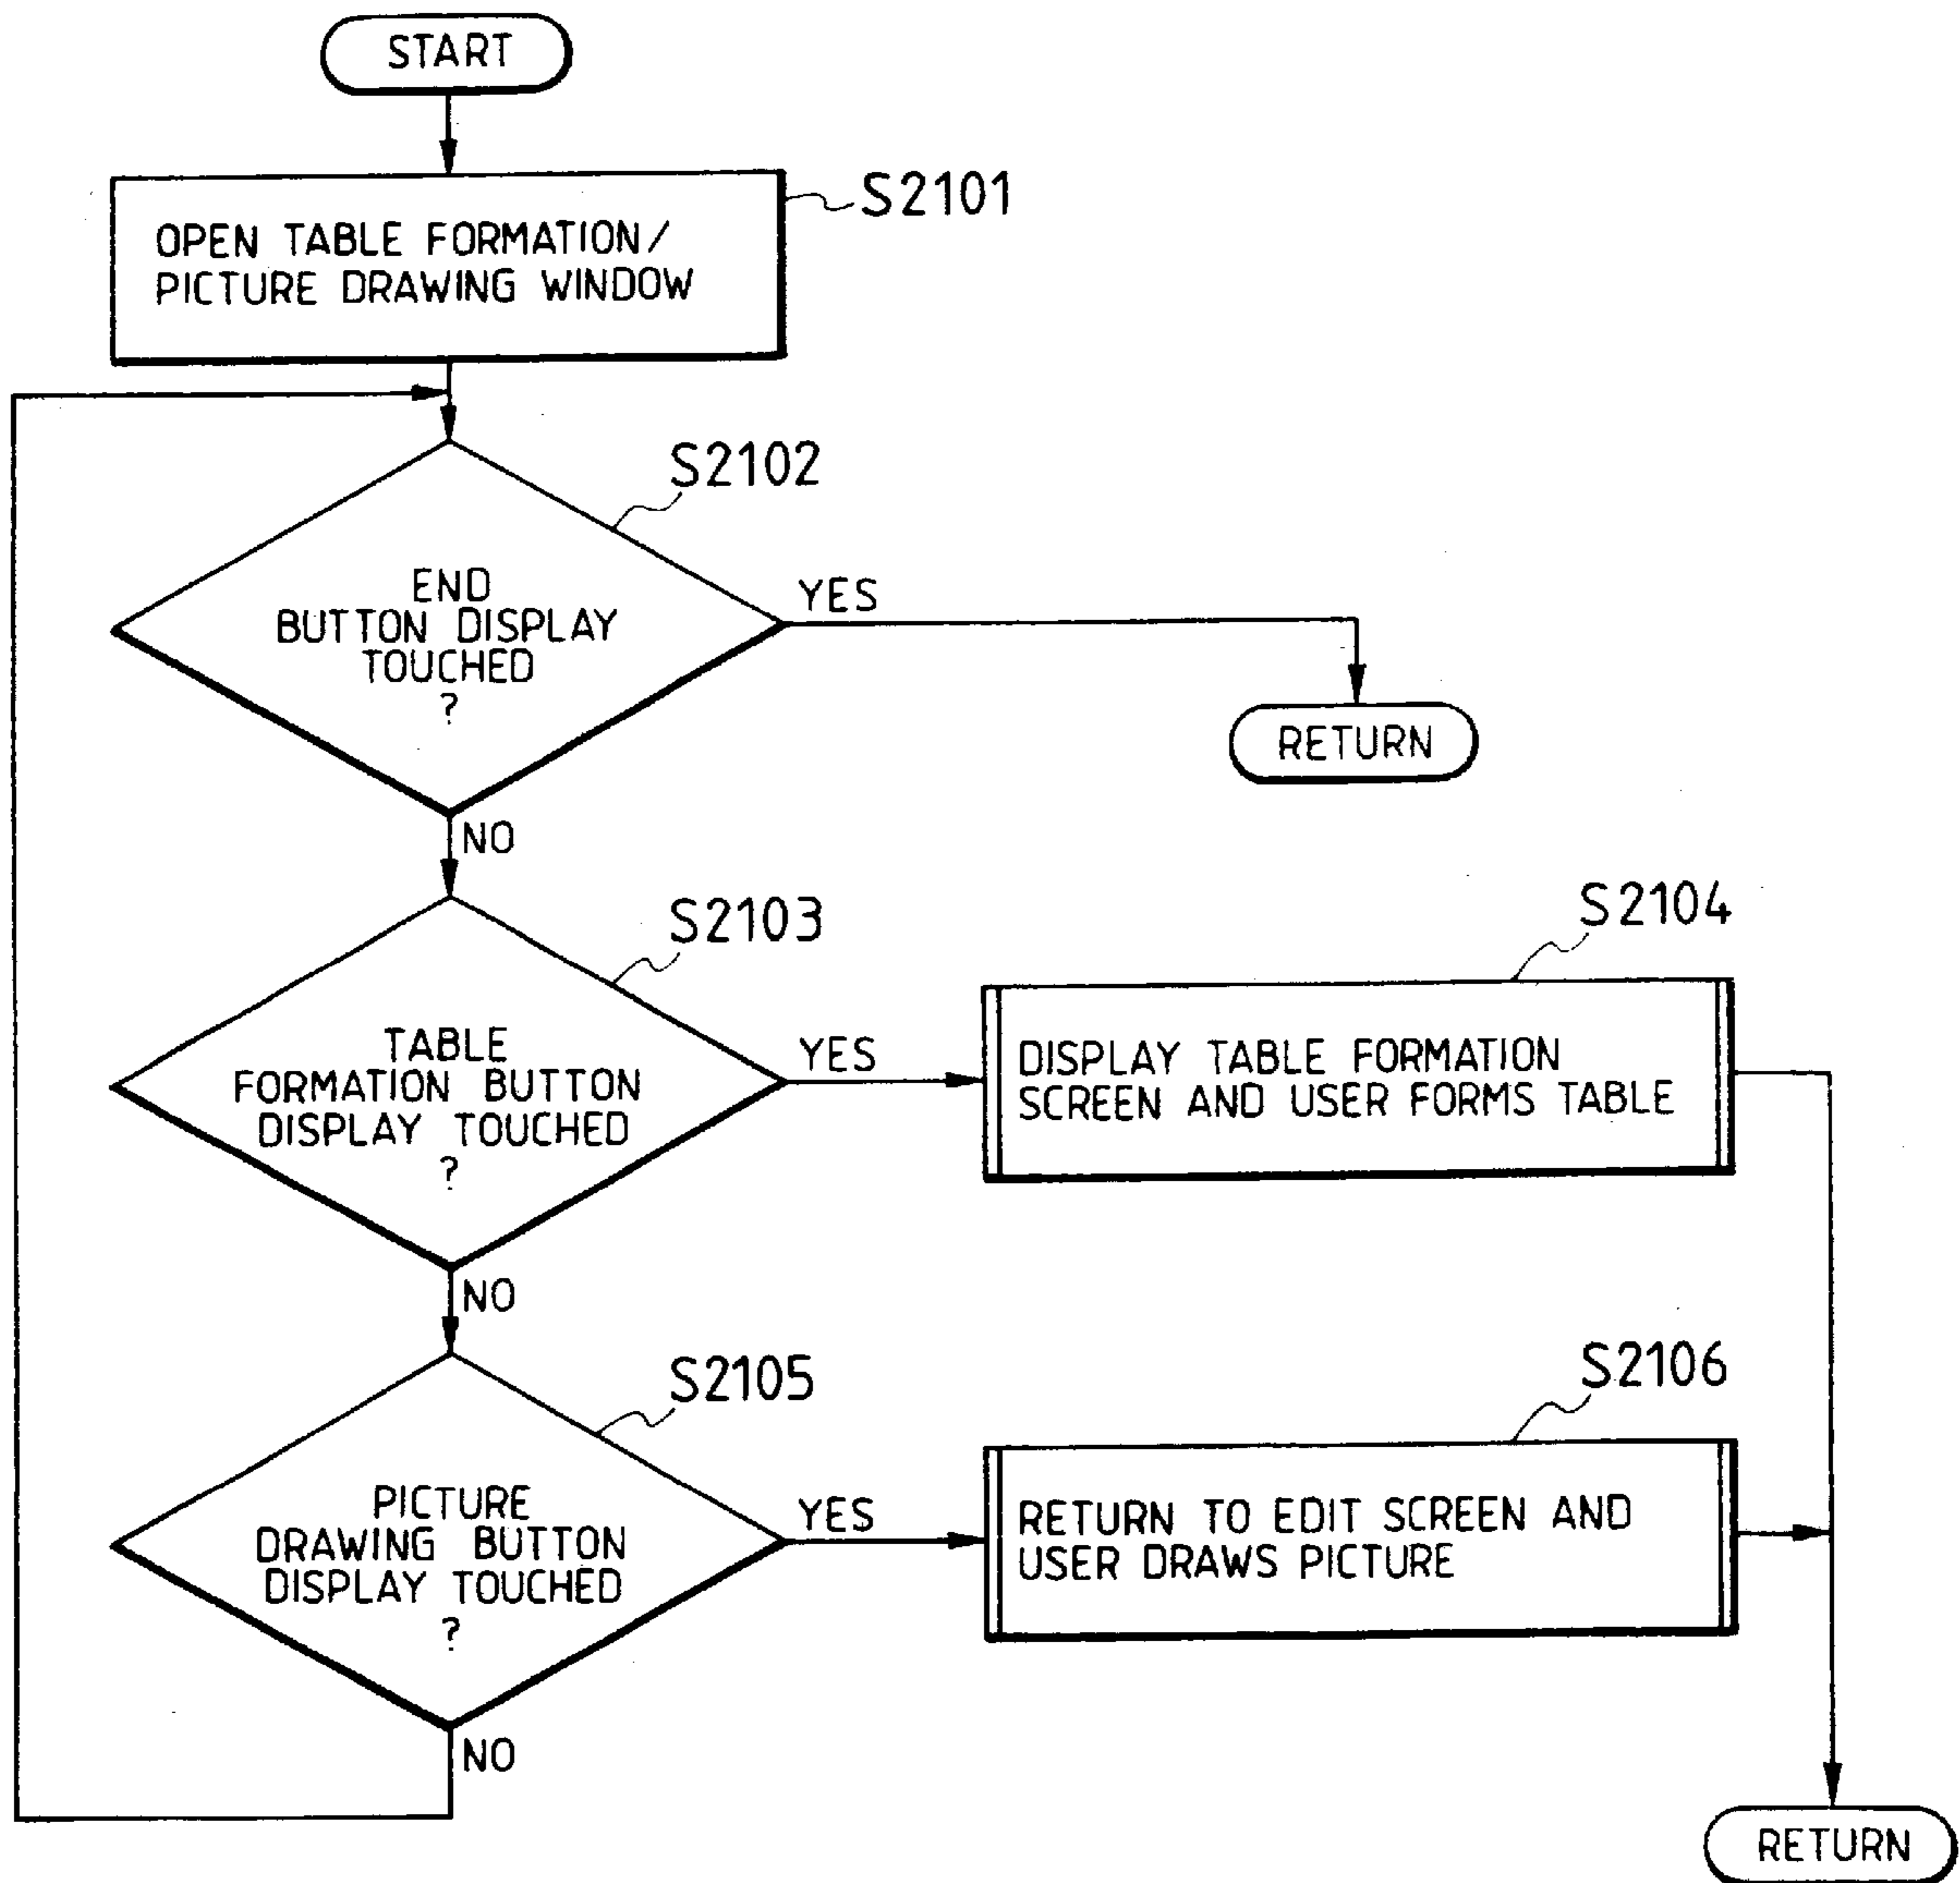 START
S2101
OPEN TABLE FORMATION/
PICTURE DRAWING WINDOW
S2102
END
BUTTON DISPLAY
TOUCHED
?
YES
RETURN
NO
S2103
TABLE
FORMATION BUTTON
DISPLAY TOUCHED
?
YES
S2104
DISPLAY TABLE FORMATION
SCREEN AND USER FORMS TABLE
NO
S2105
PICTURE
DRAWING BUTTON
DISPLAY TOUCHED
?
YES
S2106
RETURN TO EDIT SCREEN AND
USER DRAWS PICTURE
NO
RETURN